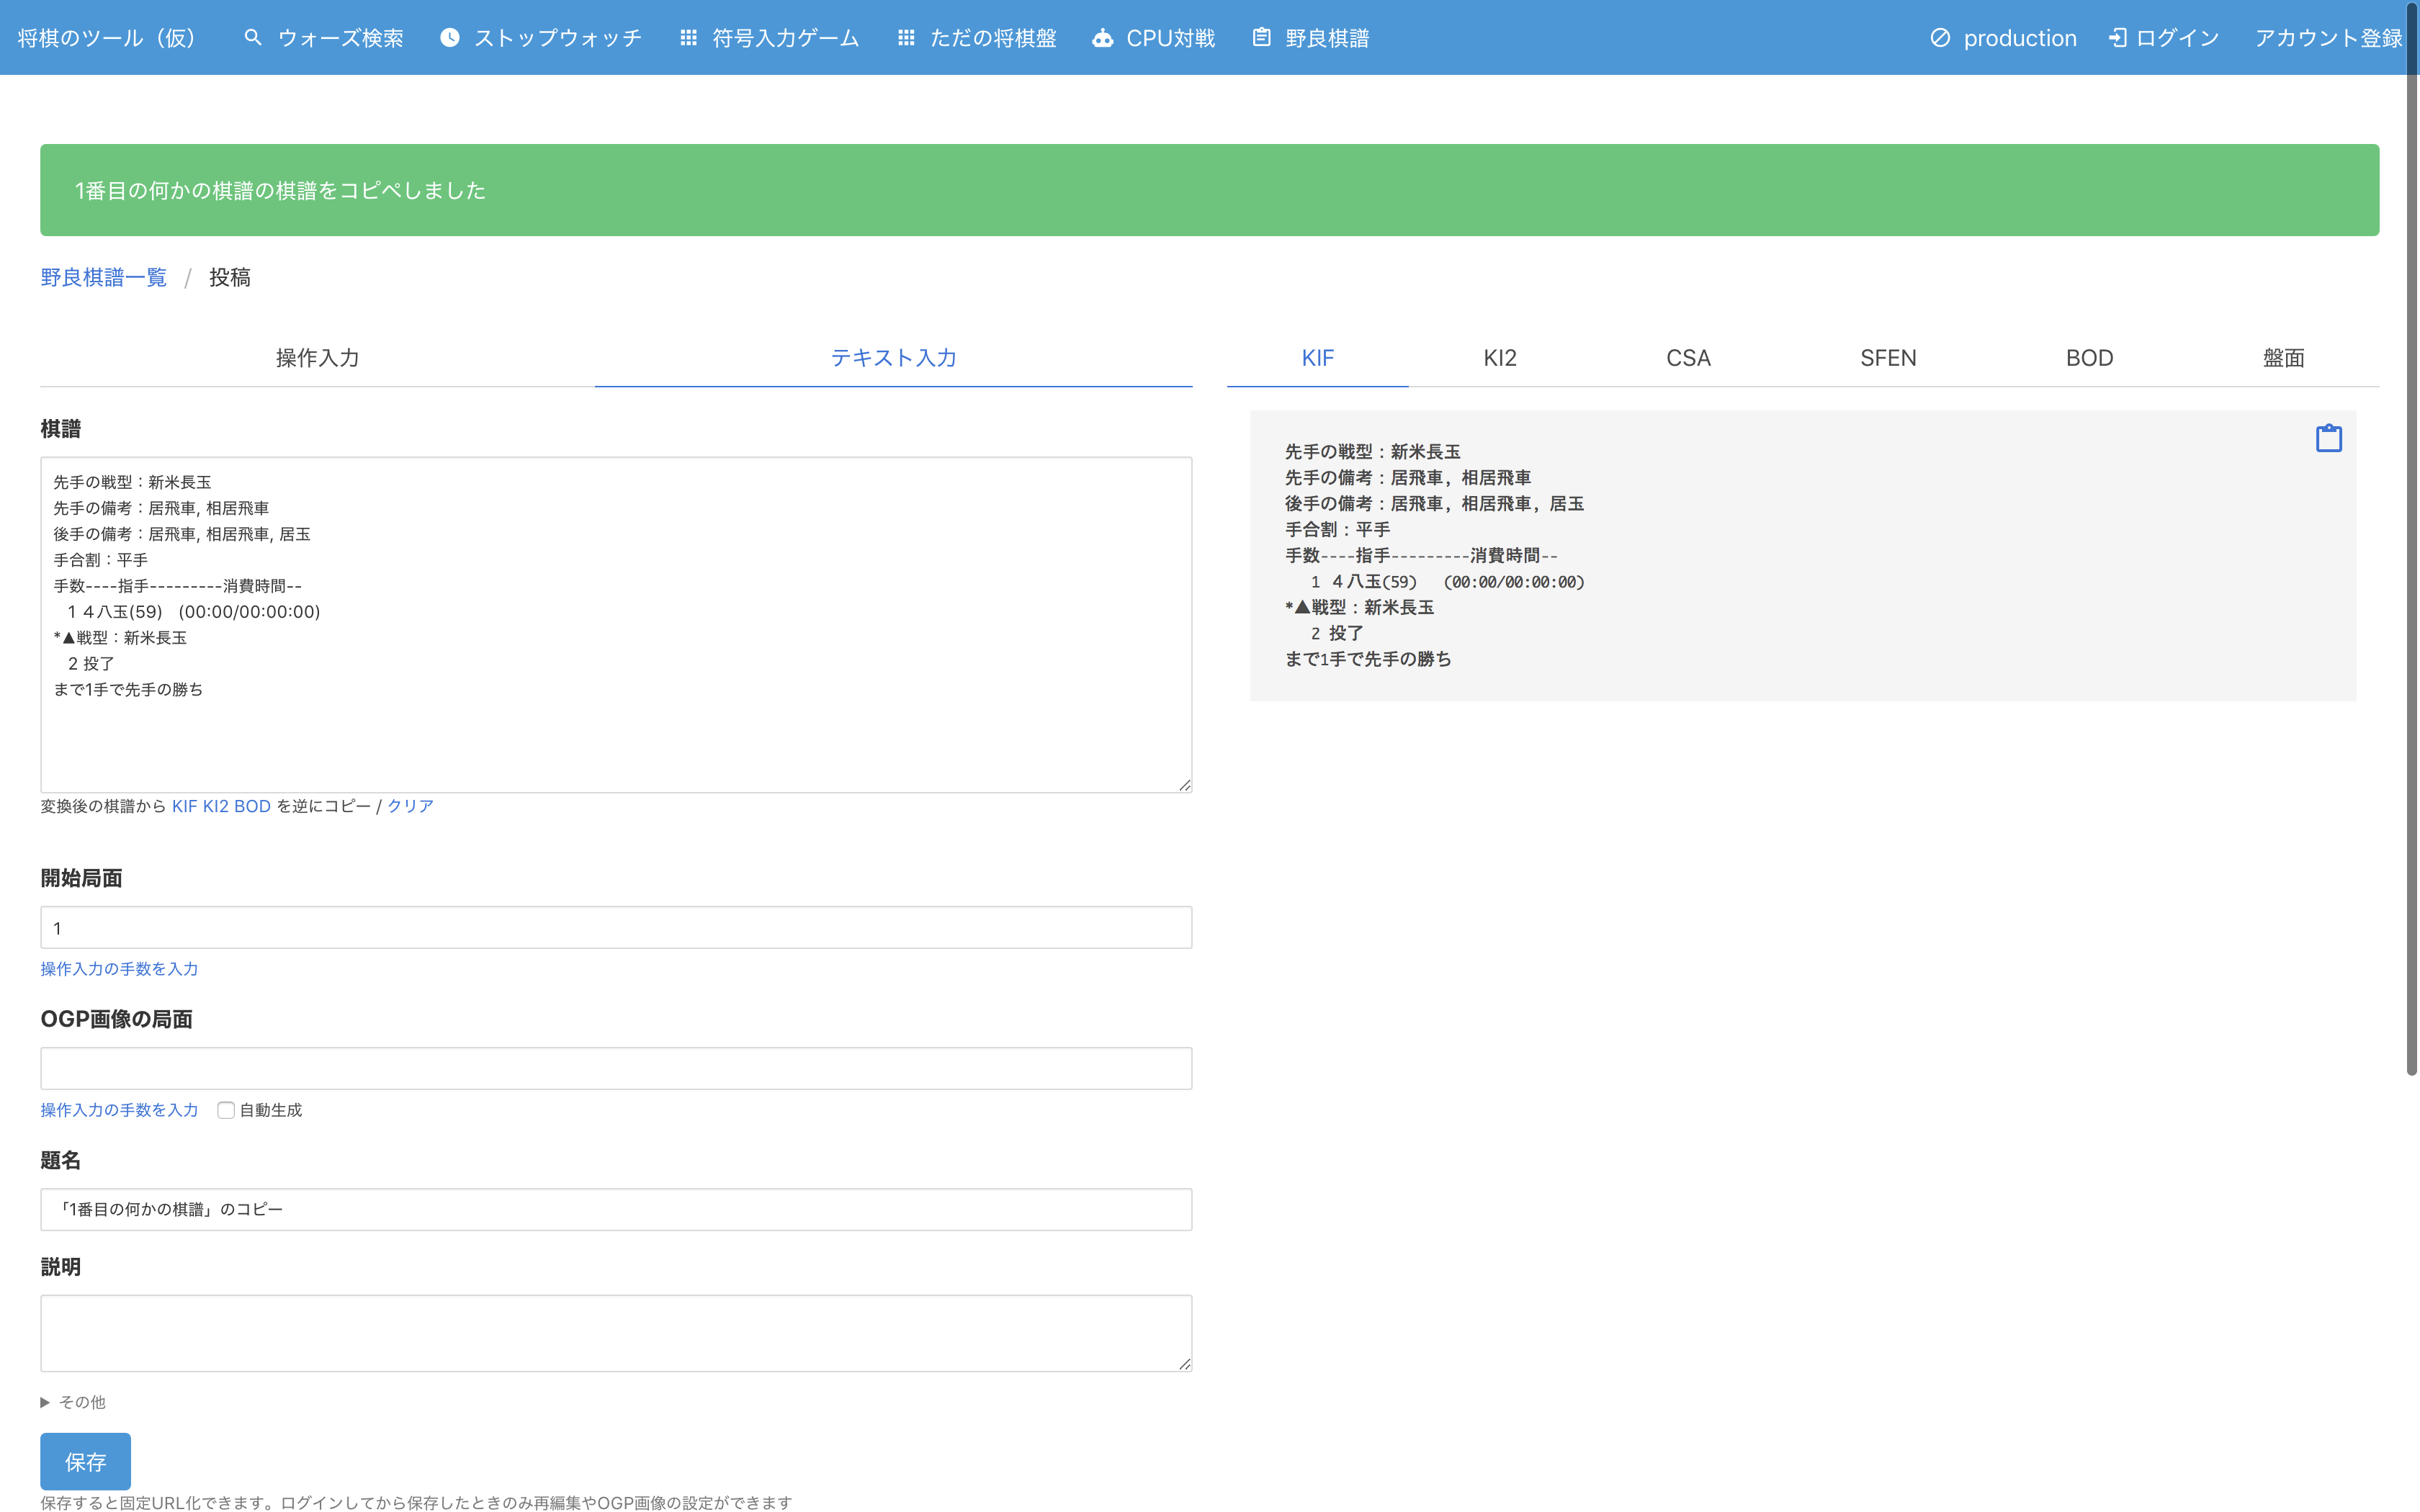 将棋のツール（仮） ウォーズ検索 ストップウォッチ 符号入力ゲーム ただの将棋盤 CPU対戦 野良棋譜 production ログイン アカウント登録
1番目の何かの棋譜の棋譜をコピペしました
野良棋譜一覧 / 投稿
操作入力 テキスト入力
棋譜
先手の戦型：新米長玉
先手の備考：居飛車, 相居飛車
後手の備考：居飛車, 相居飛車, 居玉
手合割：平手
手数----指手---------消費時間--
1 ４八玉(59) (00:00/00:00:00)
*▲戦型：新米長玉
2 投了
まで1手で先手の勝ち
変換後の棋譜から KIF KI2 BOD を逆にコピー / クリア
開始局面
1
操作入力の手数を入力
OGP画像の局面
操作入力の手数を入力 自動生成
題名
「1番目の何かの棋譜」のコピー
説明
▶ その他
保存
保存すると固定URL化できます。ログインしてから保存したときのみ再編集やOGP画像の設定ができます
KIF KI2 CSA SFEN BOD 盤面
先手の戦型：新米長玉
先手の備考：居飛車, 相居飛車
後手の備考：居飛車, 相居飛車, 居玉
手合割：平手
手数----指手---------消費時間--
1 ４八玉(59) (00:00/00:00:00)
*▲戦型：新米長玉
2 投了
まで1手で先手の勝ち